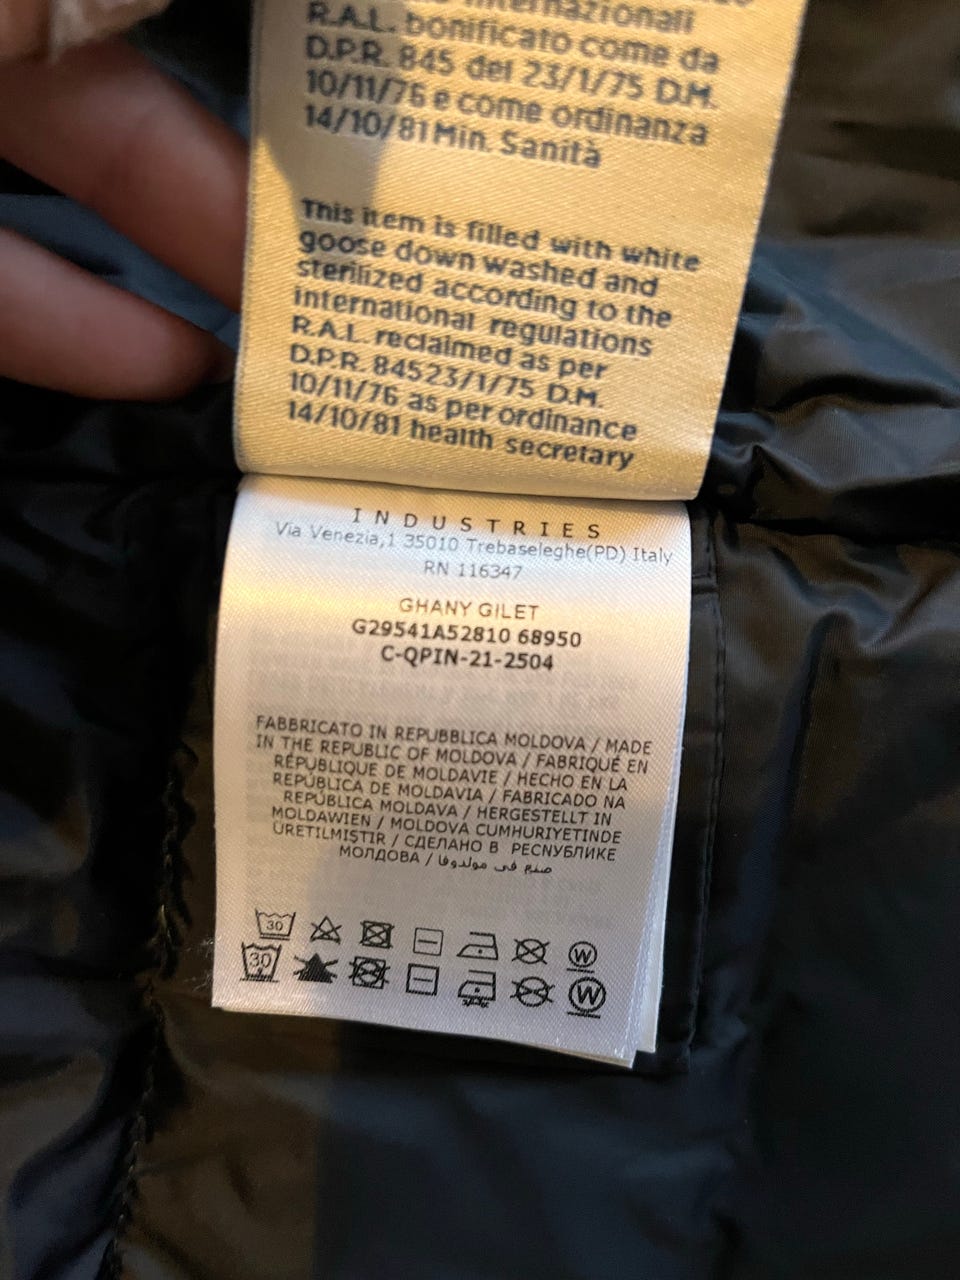 internazionali
R.A.L. bonificato come da
D.P.R. 845 del 23/1/75 D.M.
10/11/76 e come ordinanza
14/10/81 Min. Sanità
This item is filled with white
goose down washed and
sterilized according to the
international regulations
R.A.L. reclaimed as per
D.P.R. 84523/1/75 D.M.
10/11/76 as per ordinance
14/10/81 health secretary
INDUSTRIES
Via Venezia,1 35010 Trebaseleghe(PD) Italy
RN 116347
GHANY GILET
G29541A52810 68950
C-QPIN-21-2504
FABBRICATO IN REPUBBLICA MOLDOVA / MADE
IN THE REPUBLIC OF MOLDOVA / FABRIQUÉ EN
RÉPUBLIQUE DE MOLDAVIE / HECHO EN LA
REPÚBLICA DE MOLDAVIA / FABRICADO NA
REPÚBLICA MOLDAVA / HERGESTELLT IN
MOLDAWIEN / MOLDOVA CUMHURIYETINDE
ÜRETILMIŞTIR / СДЕЛАНО В РЕСПУБЛИКЕ
МОЛДОВА / صنع في مولدوفا
30
W
30
W